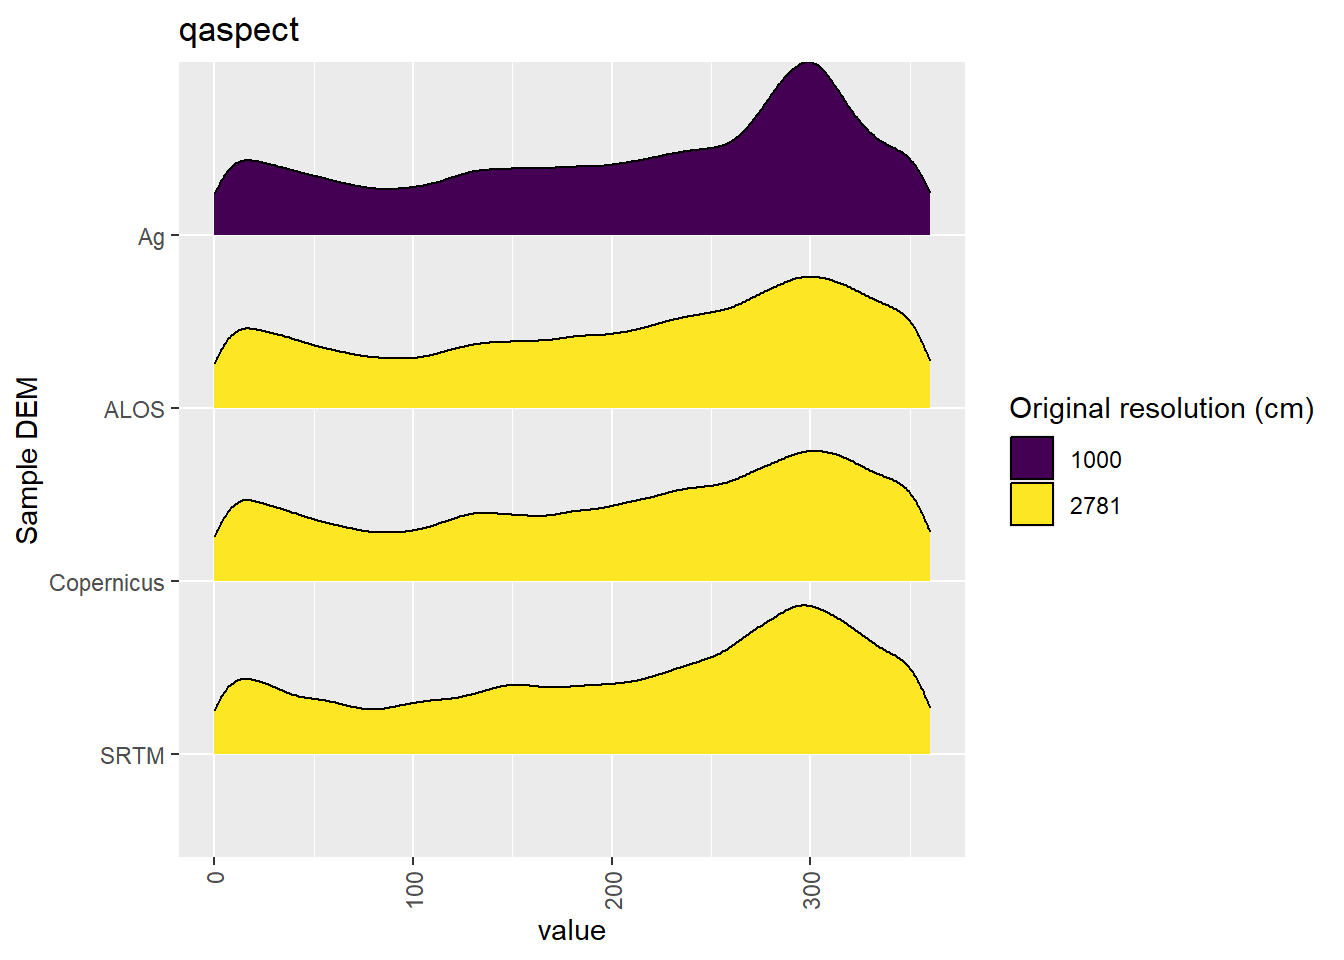 qaspect
Ag
ALOS
Copernicus
SRTM
Sample DEM
0
100
200
300
value
Original resolution (cm)
1000
2781